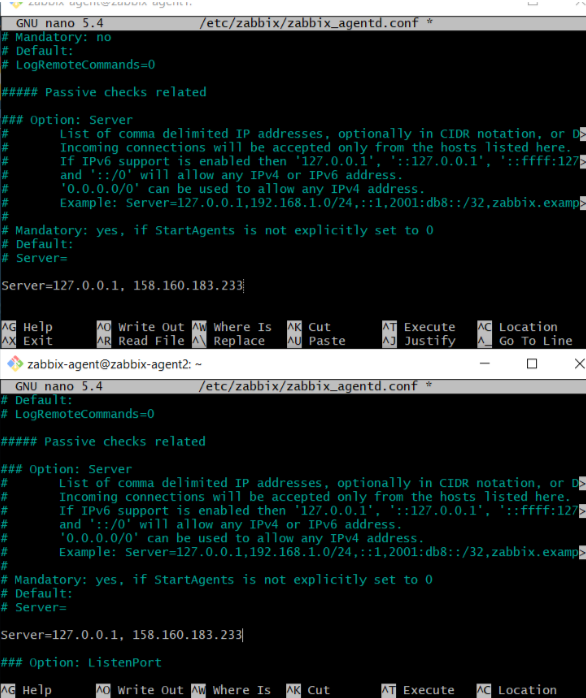 zabbix-agent@zabbix-agent1:
GNU nano 5.4 /etc/zabbix/zabbix_agentd.conf *
# Mandatory: no
# Default:
# LogRemoteCommands=0
##### Passive checks related
### Option: Server
# List of comma delimited IP addresses, optionally in CIDR notation, or D>
# Incoming connections will be accepted only from the hosts listed here.
# If IPv6 support is enabled then '127.0.0.1', '::127.0.0.1', '::ffff:127>
# and '::/0' will allow any IPv4 or IPv6 address.
# '0.0.0.0/0' can be used to allow any IPv4 address.
# Example: Server=127.0.0.1,192.168.1.0/24,::1,2001:db8::/32,zabbix.examp>
#
# Mandatory: yes, if StartAgents is not explicitly set to 0
# Default:
# Server=
Server=127.0.0.1, 158.160.183.233
^G Help ^O Write Out ^W Where Is ^K Cut ^T Execute ^C Location
^X Exit ^R Read File ^\ Replace ^U Paste ^J Justify ^_ Go To Line
zabbix-agent@zabbix-agent2: ~
GNU nano 5.4 /etc/zabbix/zabbix_agentd.conf *
# Default:
# LogRemoteCommands=0
##### Passive checks related
### Option: Server
# List of comma delimited IP addresses, optionally in CIDR notation, or D>
# Incoming connections will be accepted only from the hosts listed here.
# If IPv6 support is enabled then '127.0.0.1', '::127.0.0.1', '::ffff:127>
# and '::/0' will allow any IPv4 or IPv6 address.
# '0.0.0.0/0' can be used to allow any IPv4 address.
# Example: Server=127.0.0.1,192.168.1.0/24,::1,2001:db8::/32,zabbix.examp>
#
# Mandatory: yes, if StartAgents is not explicitly set to 0
# Default:
# Server=
Server=127.0.0.1, 158.160.183.233
### Option: ListenPort
^G Help ^O Write Out ^W Where Is ^K Cut ^T Execute ^C Location